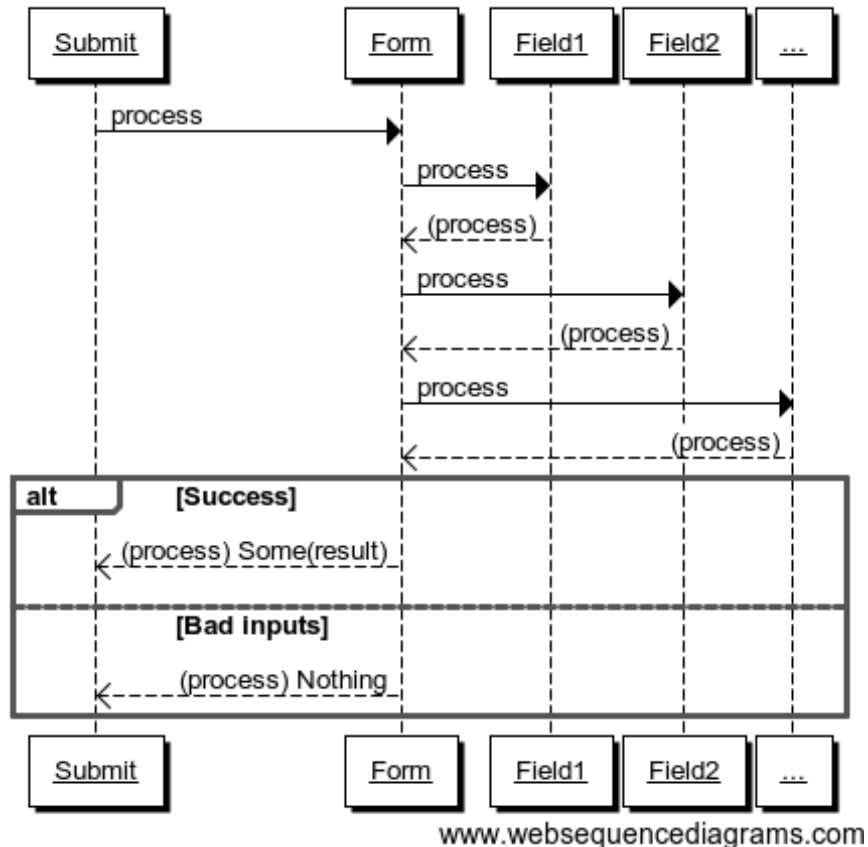 Submit Form Field1 Field2 ...
process
process
(process)
process
(process)
process
(process)
alt [Success]
(process) Some(result)
[Bad inputs]
(process) Nothing
Submit Form Field1 Field2 ...
www.websequencediagrams.com